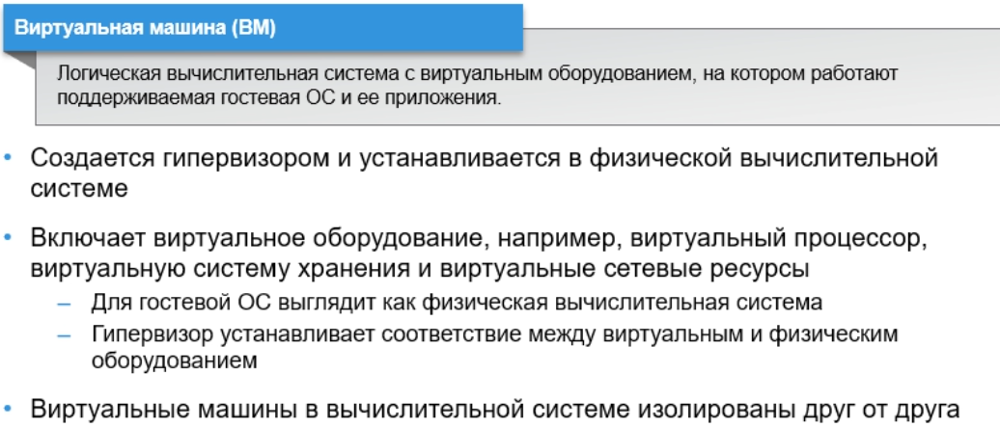 Виртуальная машина (ВМ)
Логическая вычислительная система с виртуальным оборудованием, на котором работают
поддерживаемая гостевая ОС и ее приложения.
• Создается гипервизором и устанавливается в физической вычислительной
системе
• Включает виртуальное оборудование, например, виртуальный процессор,
виртуальную систему хранения и виртуальные сетевые ресурсы
– Для гостевой ОС выглядит как физическая вычислительная система
– Гипервизор устанавливает соответствие между виртуальным и физическим
оборудованием
• Виртуальные машины в вычислительной системе изолированы друг от друга